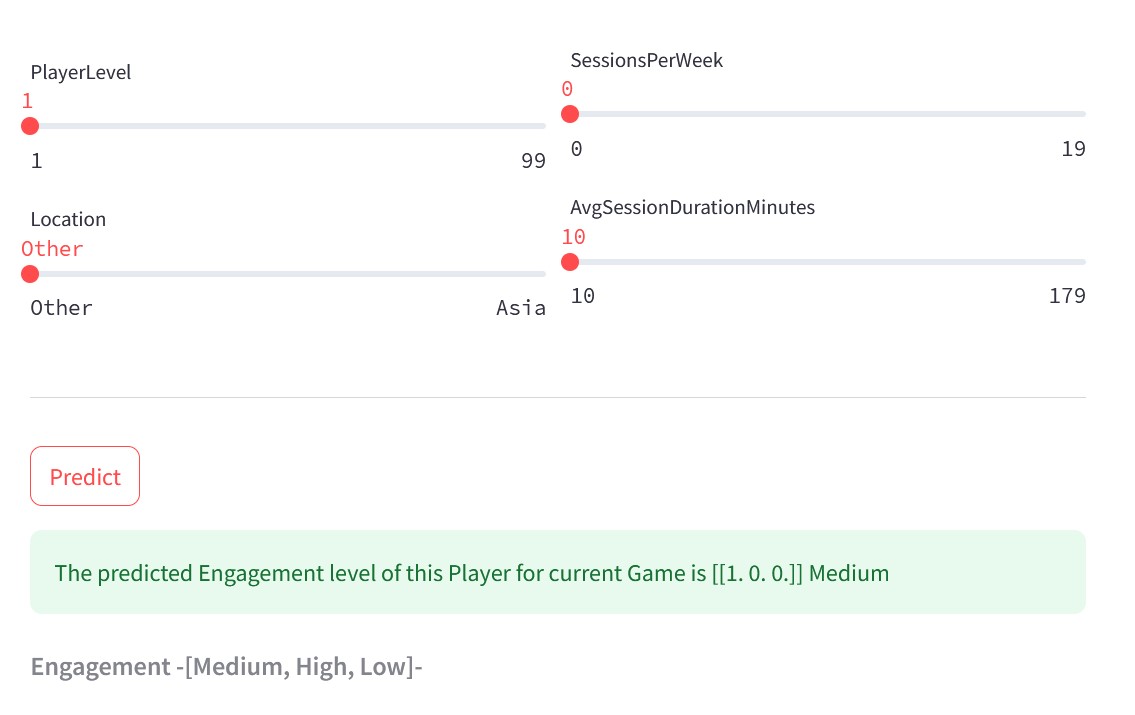 PlayerLevel
1
1 99
Location
Other
Other Asia
SessionsPerWeek
0
0 19
AvgSessionDurationMinutes
10
10 179
Predict
The predicted Engagement level of this Player for current Game is [[1. 0. 0.]] Medium
Engagement -[Medium, High, Low]-